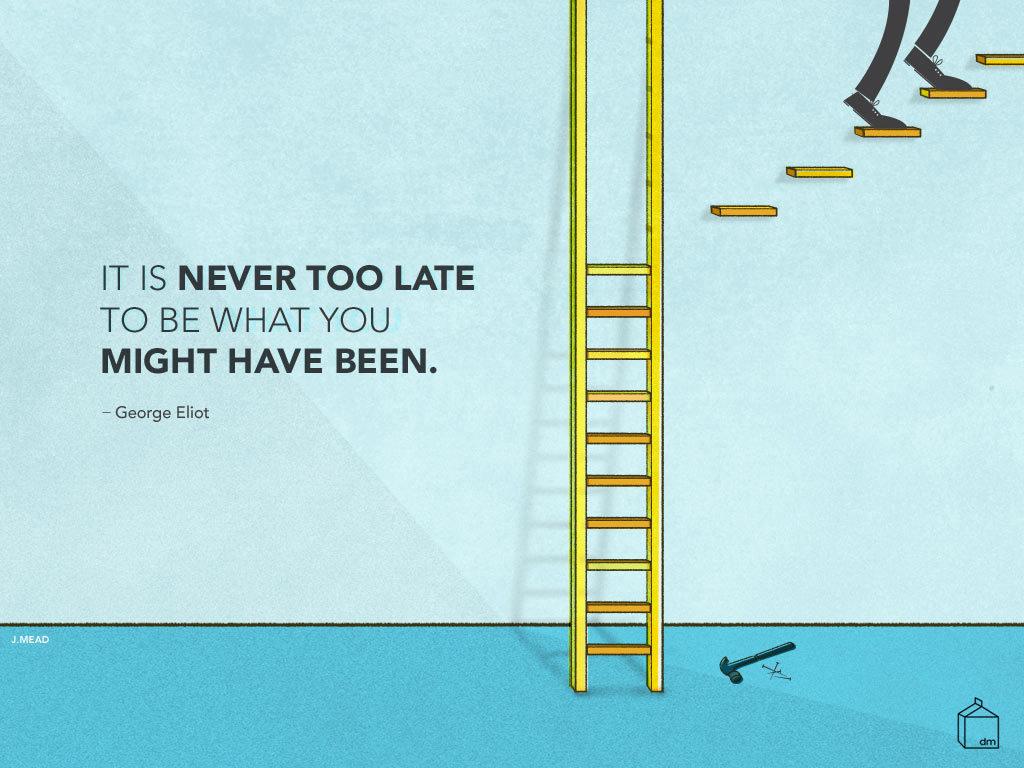 IT IS NEVER TOO LATE
TO BE WHAT YOU
MIGHT HAVE BEEN.
– George Eliot
J.MEAD
dm